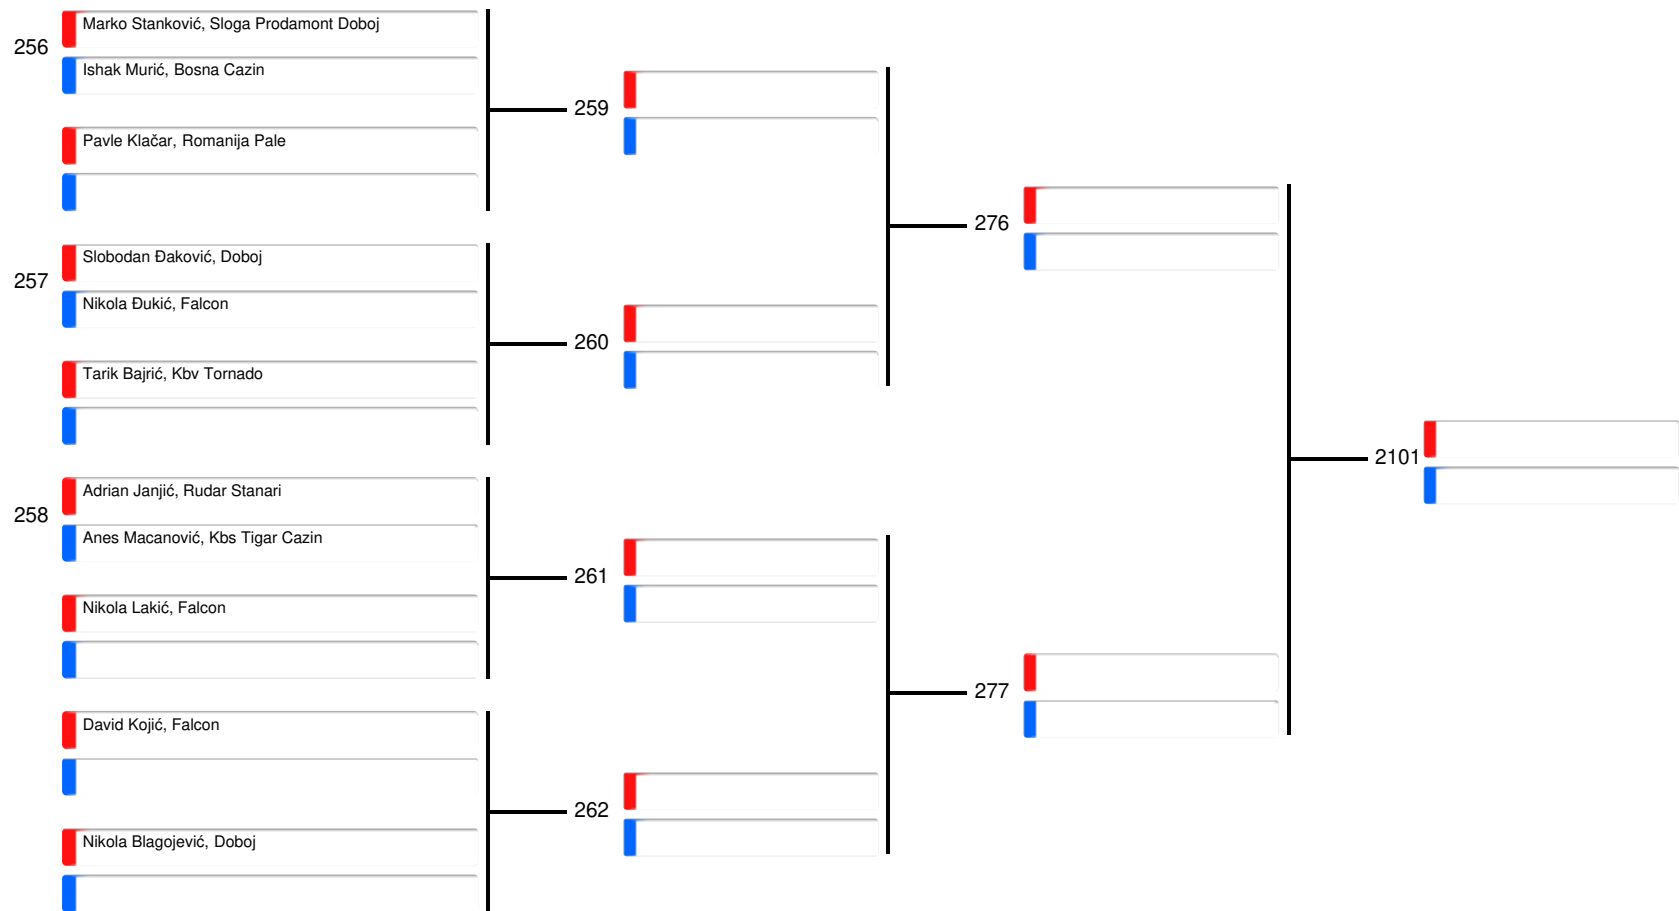 256
Marko Stanković, Sloga Prodamont Doboj
Ishak Murić, Bosna Cazin
Pavle Klačar, Romanija Pale
257
Slobodan Đaković, Doboj
Nikola Đukić, Falcon
Tarik Bajrić, Kbv Tornado
258
Adrian Janjić, Rudar Stanari
Anes Macanović, Kbs Tigar Cazin
Nikola Lakić, Falcon
David Kojić, Falcon
Nikola Blagojević, Doboj
259
260
261
262
276
277
2101